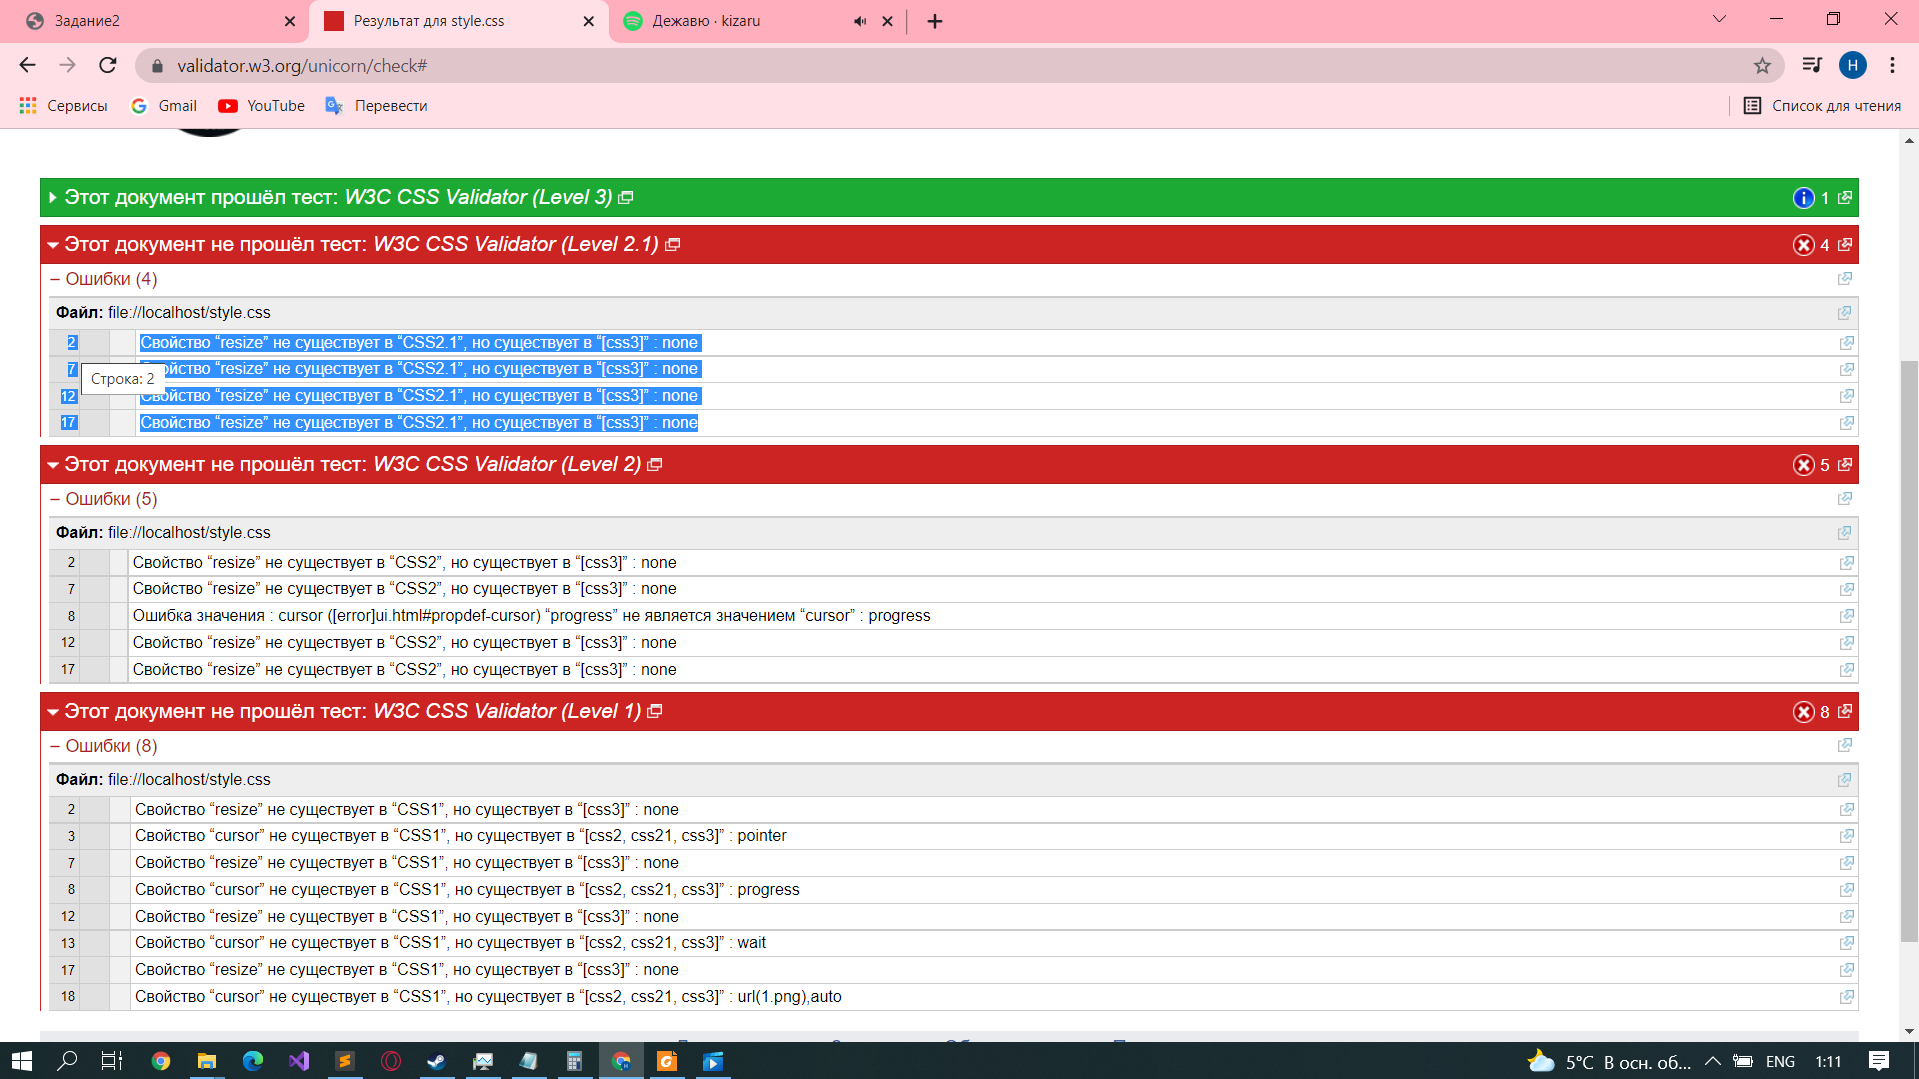 Задание2
Результат для style.css
Дежавю · kizaru
validator.w3.org/unicorn/check#
H
Сервисы
Gmail
YouTube
Перевести
Список для чтения
Этот документ прошёл тест: W3C CSS Validator (Level 3)
1
Этот документ не прошёл тест: W3C CSS Validator (Level 2.1)
4
− Ошибки (4)
Файл: file://localhost/style.css
2 Свойство “resize” не существует в “CSS2.1”, но существует в “[css3]” : none
7 Свойство “resize” не существует в “CSS2.1”, но существует в “[css3]” : none
Строка: 2
12 Свойство “resize” не существует в “CSS2.1”, но существует в “[css3]” : none
17 Свойство “resize” не существует в “CSS2.1”, но существует в “[css3]” : none
Этот документ не прошёл тест: W3C CSS Validator (Level 2)
5
− Ошибки (5)
Файл: file://localhost/style.css
2 Свойство “resize” не существует в “CSS2”, но существует в “[css3]” : none
7 Свойство “resize” не существует в “CSS2”, но существует в “[css3]” : none
8 Ошибка значения : cursor ([error]ui.html#propdef-cursor) “progress” не является значением “cursor” : progress
12 Свойство “resize” не существует в “CSS2”, но существует в “[css3]” : none
17 Свойство “resize” не существует в “CSS2”, но существует в “[css3]” : none
Этот документ не прошёл тест: W3C CSS Validator (Level 1)
8
− Ошибки (8)
Файл: file://localhost/style.css
2 Свойство “resize” не существует в “CSS1”, но существует в “[css3]” : none
3 Свойство “cursor” не существует в “CSS1”, но существует в “[css2, css21, css3]” : pointer
7 Свойство “resize” не существует в “CSS1”, но существует в “[css3]” : none
8 Свойство “cursor” не существует в “CSS1”, но существует в “[css2, css21, css3]” : progress
12 Свойство “resize” не существует в “CSS1”, но существует в “[css3]” : none
13 Свойство “cursor” не существует в “CSS1”, но существует в “[css2, css21, css3]” : wait
17 Свойство “resize” не существует в “CSS1”, но существует в “[css3]” : none
18 Свойство “cursor” не существует в “CSS1”, но существует в “[css2, css21, css3]” : url(1.png),auto
5°C В осн. об...
ENG
1:11